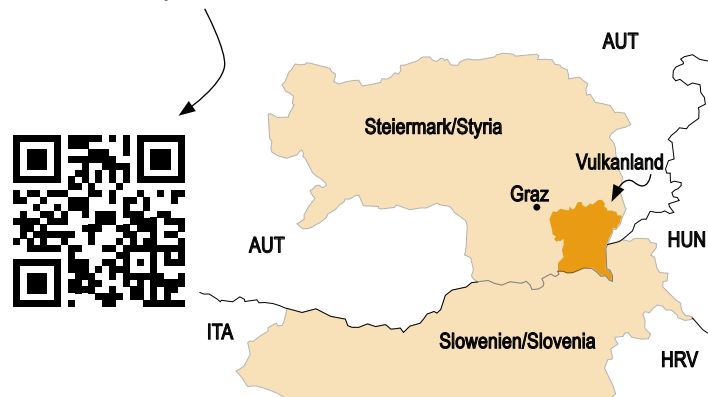 AUT
Steiermark/Styria
Vulkanland
Graz
AUT
HUN
ITA
Slowenien/Slovenia
HRV